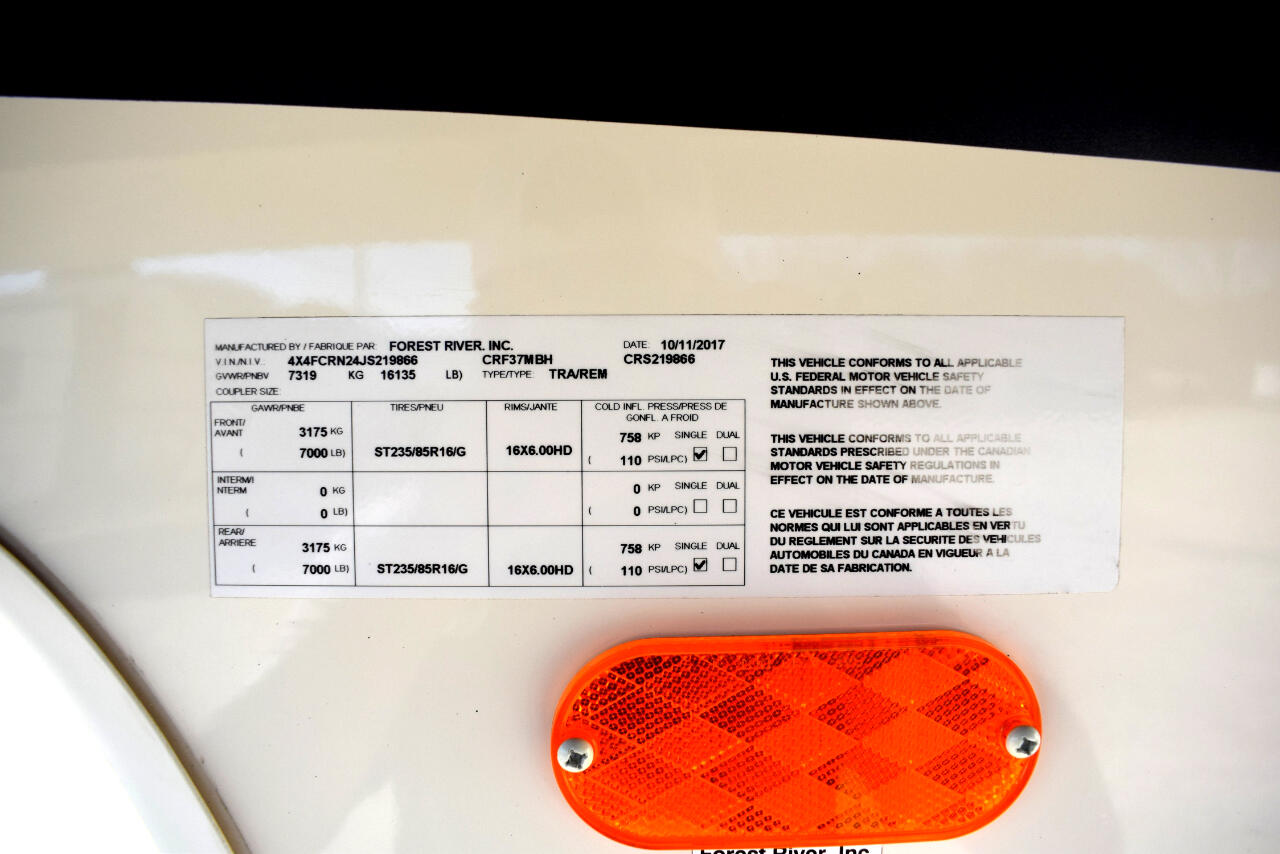 MANUFACTURED BY / FABRIQUE PAR: FOREST RIVER, INC. DATE: 10/11/2017
V.I.N./N.I.V.: 4X4FCRN24JS219866 CRF37MBH CRS219866
GVWR/PNBV 7319 KG 16135 LB) TYPE/TYPE: TRA/REM
COUPLER SIZE:
GAWR/PNBE TIRES/PNEU RIMS/JANTE COLD INFL. PRESS/PRESS DE
GONFL. A FROID
FRONT/
AVANT 3175 KG 758 KP SINGLE DUAL
( 7000 LB) ST235/85R16/G 16X6.00HD ( 110 PSI/LPC)
INTERM/I
NTERM 0 KG 0 KP SINGLE DUAL
( 0 LB) ( 0 PSI/LPC)
REAR/
ARRIERE 3175 KG 758 KP SINGLE DUAL
( 7000 LB) ST235/85R16/G 16X6.00HD ( 110 PSI/LPC)
THIS VEHICLE CONFORMS TO ALL APPLICABLE
U.S. FEDERAL MOTOR VEHICLE SAFETY
STANDARDS IN EFFECT ON THE DATE OF
MANUFACTURE SHOWN ABOVE.
THIS VEHICLE CONFORMS TO ALL APPLICABLE
STANDARDS PRESCRIBED UNDER THE CANADIAN
MOTOR VEHICLE SAFETY REGULATIONS IN
EFFECT ON THE DATE OF MANUFACTURE.
CE VEHICULE EST CONFORME A TOUTES LES
NORMES QUI LUI SONT APPLICABLES EN VERTU
DU REGLEMENT SUR LA SECURITE DES VEHICULES
AUTOMOBILES DU CANADA EN VIGUEUR A LA
DATE DE SA FABRICATION.
Forest River, Inc.